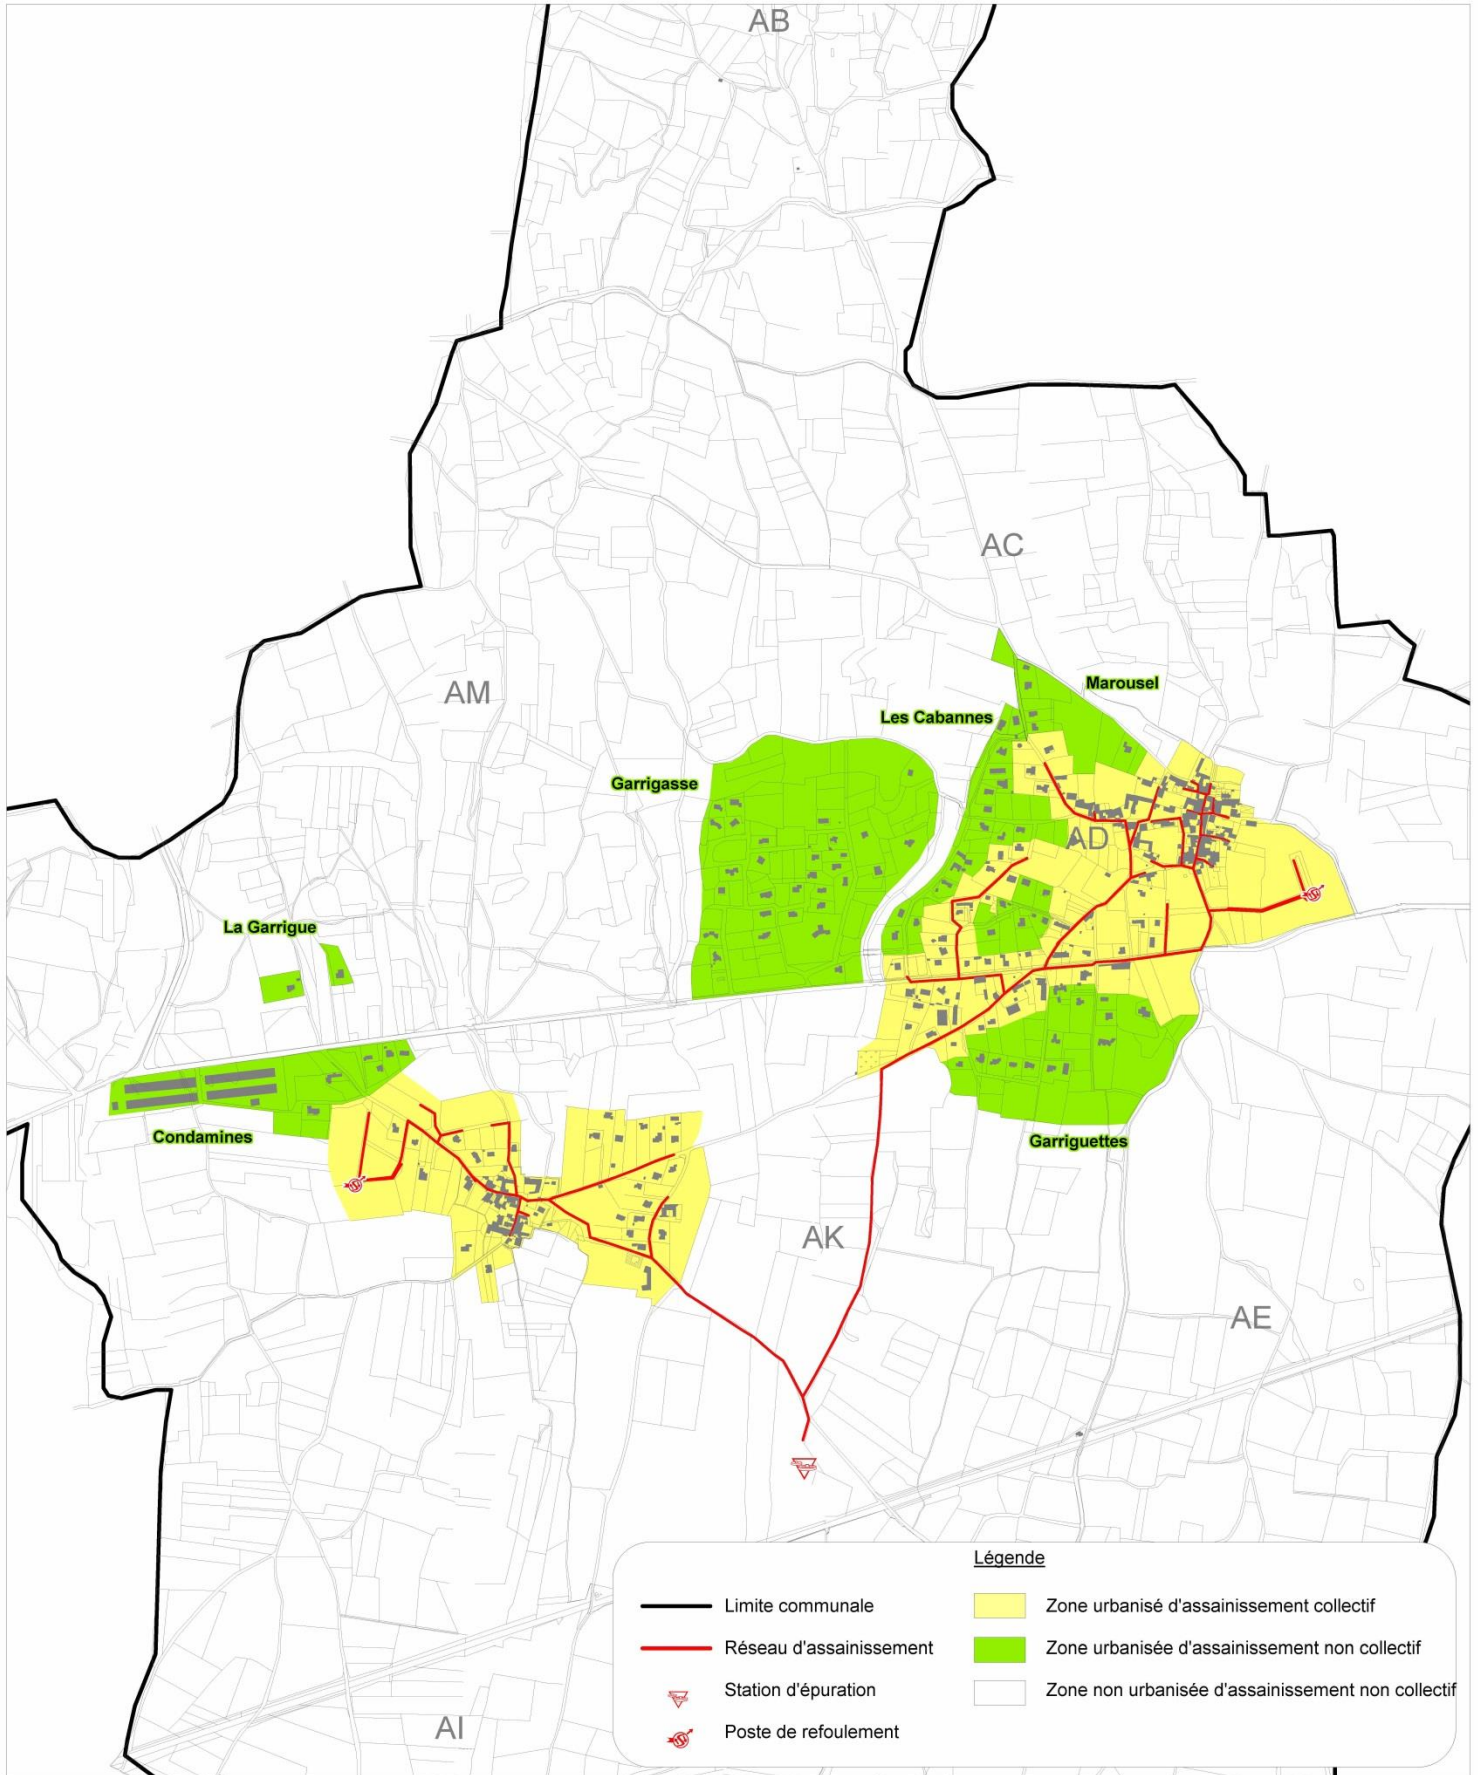 AB
AC
AM
Marousel
Les Cabannes
Garrigasse
AD
La Garrigue
Condamines
Garriguettes
AK
AE
Légende
Limite communale
Zone urbanisé d'assainissement collectif
Réseau d'assainissement
Zone urbanisée d'assainissement non collectif
Station d'épuration
Zone non urbanisée d'assainissement non collectif
Poste de refoulement
AI